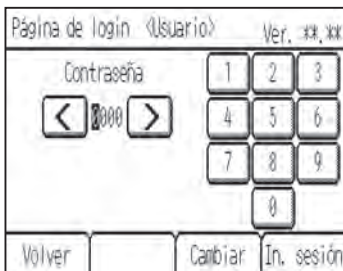 Página de login <Usuario> Ver. **.**
Contraseña
< 0000 >
1 2 3
4 5 6
7 8 9
0
Volver Cambiar In. sesión